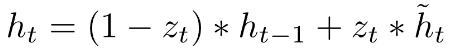 $h_t = (1 - z_t) * h_{t-1} + z_t * \tilde{h}_t$